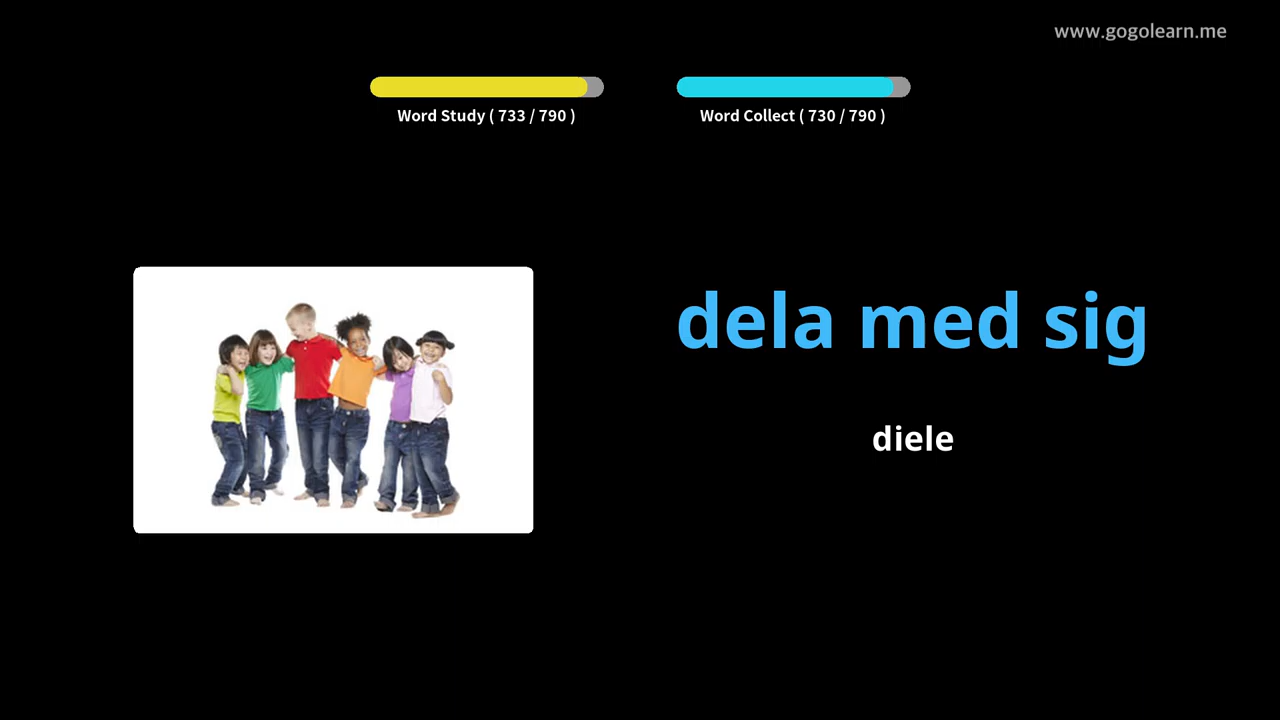 www.gogolearn.me
Word Study ( 733 / 790 )
Word Collect ( 730 / 790 )
dela med sig
diele